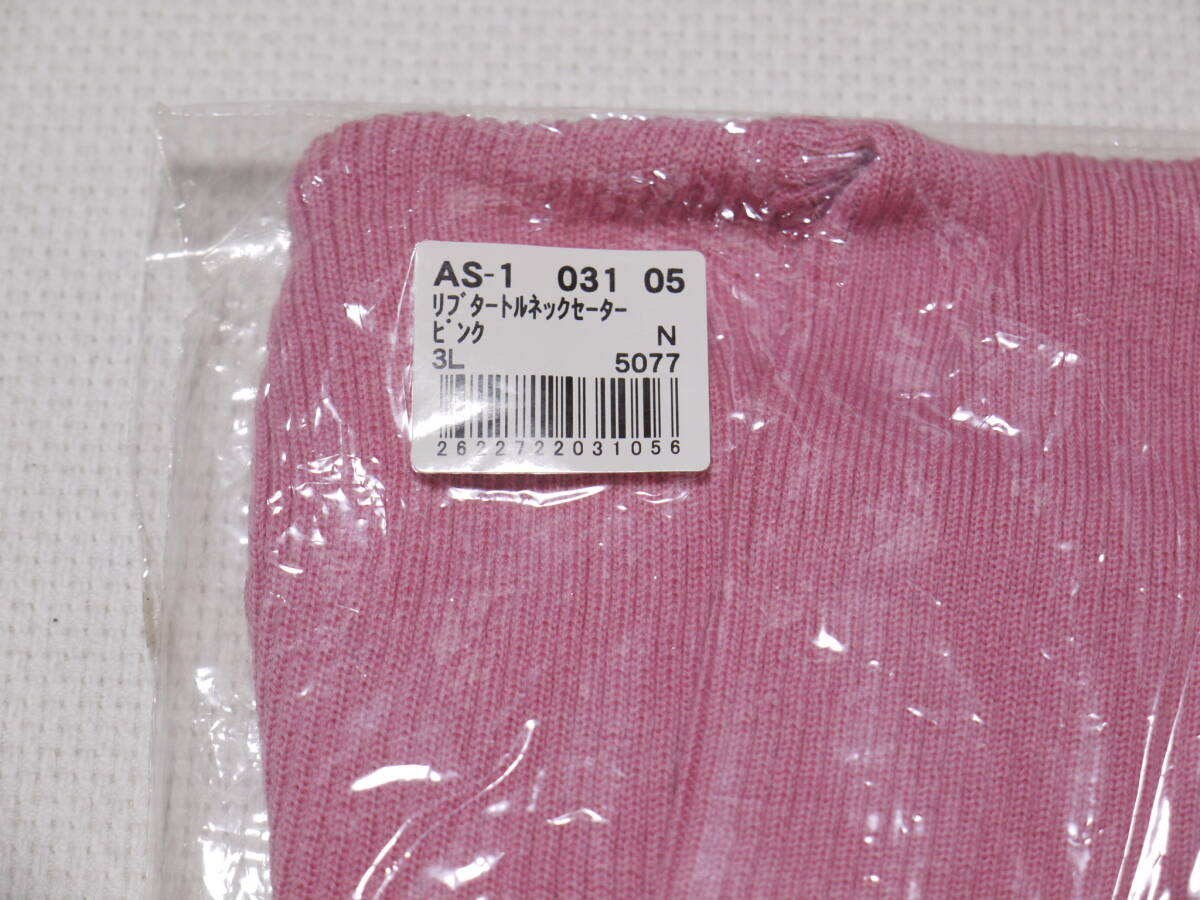 AS-1 031 05
ﾘﾌﾞﾀｰﾄﾙﾈｯｸｾｰﾀｰ
ﾋﾟﾝｸ N
3L 5077
2622722031056